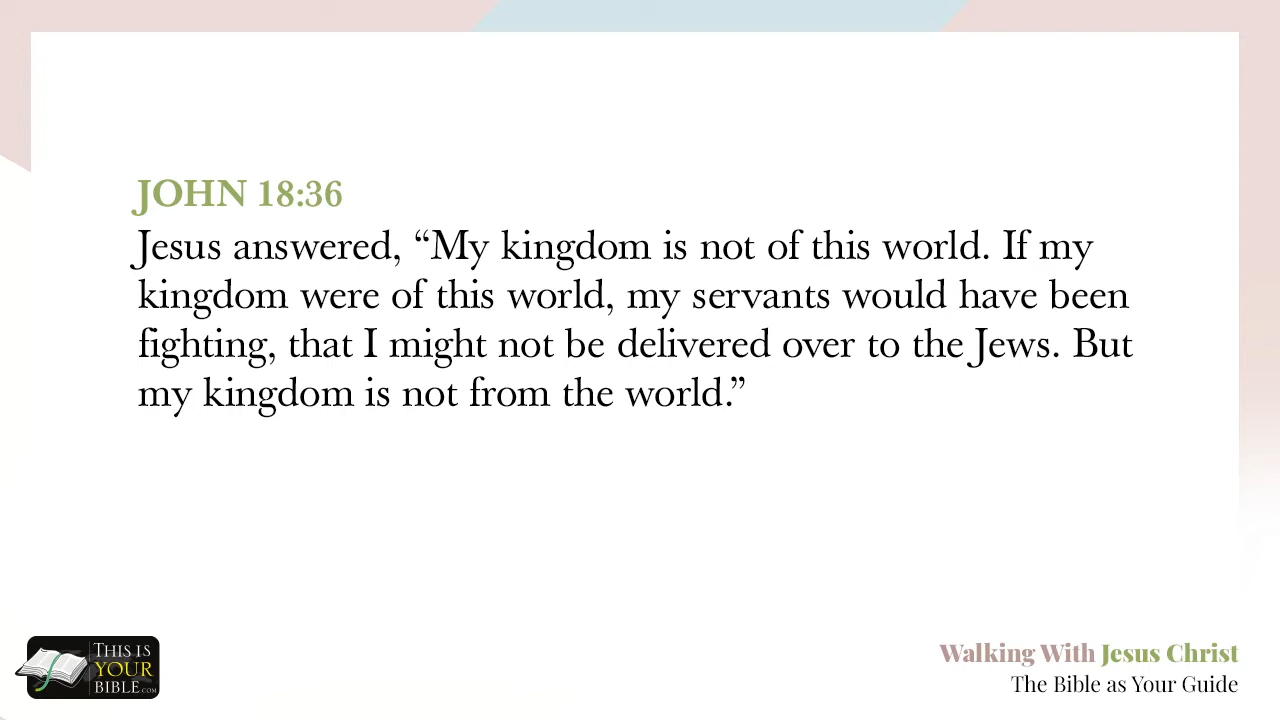 JOHN 18:36
Jesus answered, “My kingdom is not of this world. If my
kingdom were of this world, my servants would have been
fighting, that I might not be delivered over to the Jews. But
my kingdom is not from the world.”
THIS IS
YOUR
BIBLE.COM
Walking With Jesus Christ
The Bible as Your Guide